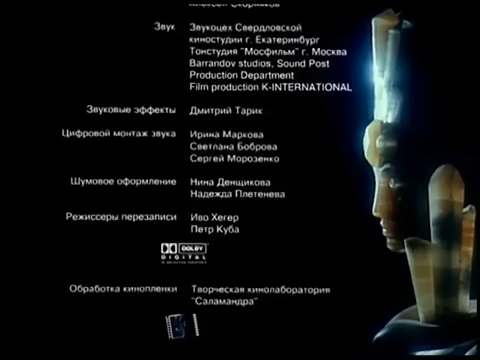 Алексей Скорняков
Звук Звукоцех Свердловской
киностудии г. Екатеринбург
Тонстудия "Мосфильм" г. Москва
Barrandov studios, Sound Post
Production Department
Film production K-INTERNATIONAL
Звуковые эффекты Дмитрий Тарик
Цифровой монтаж звука Ирина Маркова
Светлана Боброва
Сергей Морозенко
Шумовое оформление Нина Денщикова
Надежда Плетенева
Режиссеры перезаписи Иво Хегер
Петр Куба
DOLBY
DIGITAL
Обработка кинопленки Творческая кинолаборатория
"Саламандра"